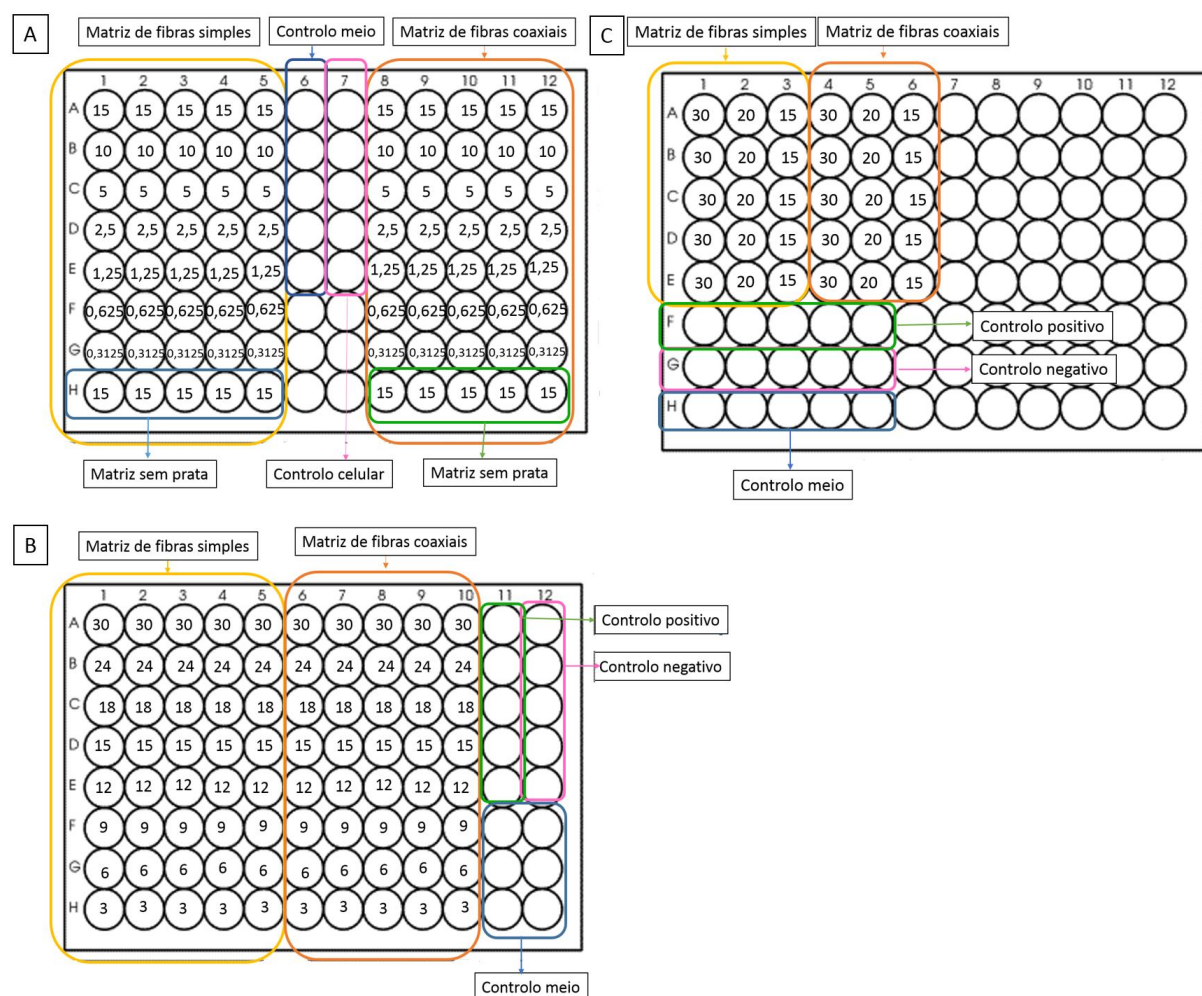 A
Matriz de fibras simples Controlo meio Matriz de fibras coaxiais
1 2 3 4 5 6 7 8 9 10 11 12
A 15 15 15 15 15 15 15 15 15 15
B 10 10 10 10 10 10 10 10 10 10
C 5 5 5 5 5 5 5 5 5 5
D 2,5 2,5 2,5 2,5 2,5 2,5 2,5 2,5 2,5 2,5
E 1,25 1,25 1,25 1,25 1,25 1,25 1,25 1,25 1,25 1,25
F 0,625 0,625 0,625 0,625 0,625 0,625 0,625 0,625 0,625 0,625
G 0,3125 0,3125 0,3125 0,3125 0,3125 0,3125 0,3125 0,3125 0,3125 0,3125
H 15 15 15 15 15 15 15 15 15 15
Matriz sem prata Controlo celular Matriz sem prata
C
Matriz de fibras simples Matriz de fibras coaxiais
1 2 3 4 5 6 7 8 9 10 11 12
A 30 20 15 30 20 15
B 30 20 15 30 20 15
C 30 20 15 30 20 15
D 30 20 15 30 20 15
E 30 20 15 30 20 15
F Controlo positivo
G Controlo negativo
H
Controlo meio
B
Matriz de fibras simples Matriz de fibras coaxiais
1 2 3 4 5 6 7 8 9 10 11 12
A 30 30 30 30 30 30 30 30 30 30 Controlo positivo
B 24 24 24 24 24 24 24 24 24 24 Controlo negativo
C 18 18 18 18 18 18 18 18 18 18
D 15 15 15 15 15 15 15 15 15 15
E 12 12 12 12 12 12 12 12 12 12
F 9 9 9 9 9 9 9 9 9 9
G 6 6 6 6 6 6 6 6 6 6
H 3 3 3 3 3 3 3 3 3 3
Controlo meio